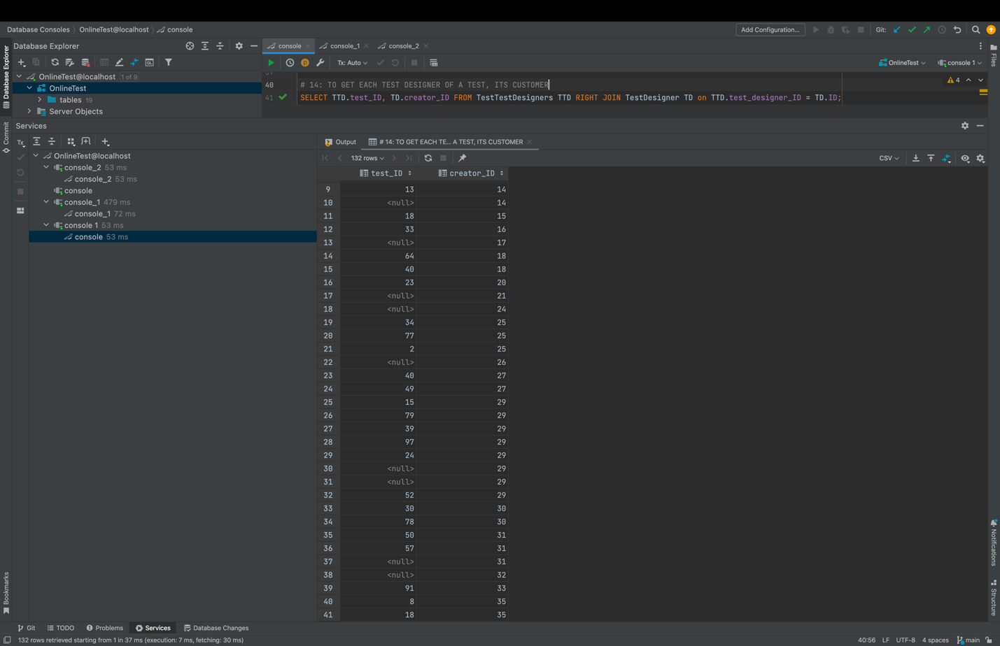 Database Consoles OnlineTest@localhost console Add Configuration... Git:
Database Explorer console console_1 console_2
Tx: Auto OnlineTest console 1
OnlineTest@localhost 1 of 9
OnlineTest
tables 19
Server Objects
40 # 14: TO GET EACH TEST DESIGNER OF A TEST, ITS CUSTOMER 4
41 SELECT TTD.test_ID, TD.creator_ID FROM TestTestDesigners TTD RIGHT JOIN TestDesigner TD on TTD.test_designer_ID = TD.ID;
Services
Tx
OnlineTest@localhost
console_2 53 ms
console_2 53 ms
console
console_1 479 ms
console_1 72 ms
console 1 53 ms
console 53 ms
Output # 14: TO GET EACH TE... A TEST, ITS CUSTOMER
132 rows CSV
test_ID creator_ID
9 13 14
10 <null> 14
11 18 15
12 33 16
13 <null> 17
14 64 18
15 40 18
16 23 20
17 <null> 21
18 <null> 24
19 34 25
20 77 25
21 2 25
22 <null> 26
23 40 27
24 49 27
25 15 29
26 79 29
27 39 29
28 97 29
29 24 29
30 <null> 29
31 <null> 29
32 52 29
33 30 30
34 78 30
35 50 31
36 57 31
37 <null> 31
38 <null> 32
39 91 33
40 8 35
41 18 35
Database Explorer
Commit
Bookmarks
Files
Notifications
Structure
Git TODO Problems Services Database Changes
132 rows retrieved starting from 1 in 37 ms (execution: 7 ms, fetching: 30 ms) 40:56 LF UTF-8 4 spaces main